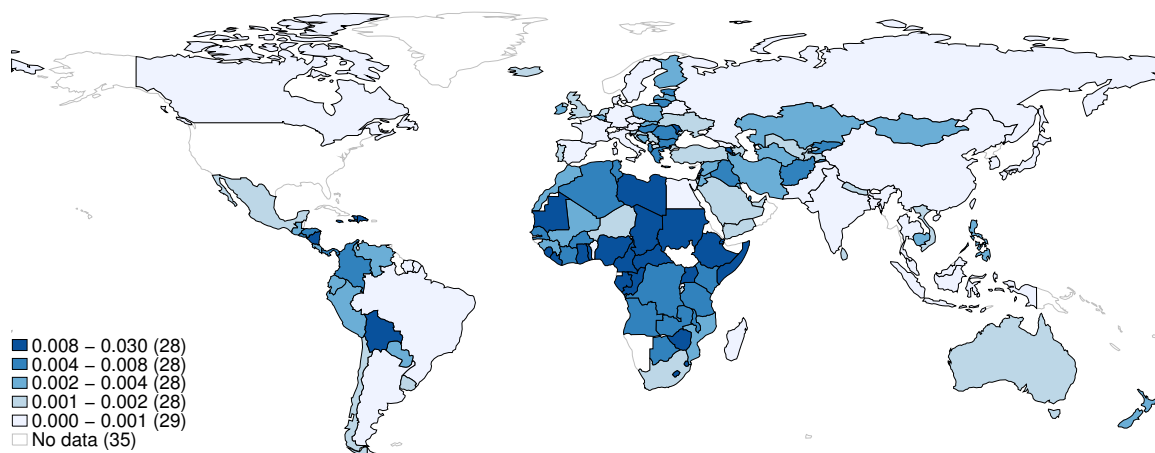 0.008 − 0.030 (28)
0.004 − 0.008 (28)
0.002 − 0.004 (28)
0.001 − 0.002 (28)
0.000 − 0.001 (29)
No data (35)